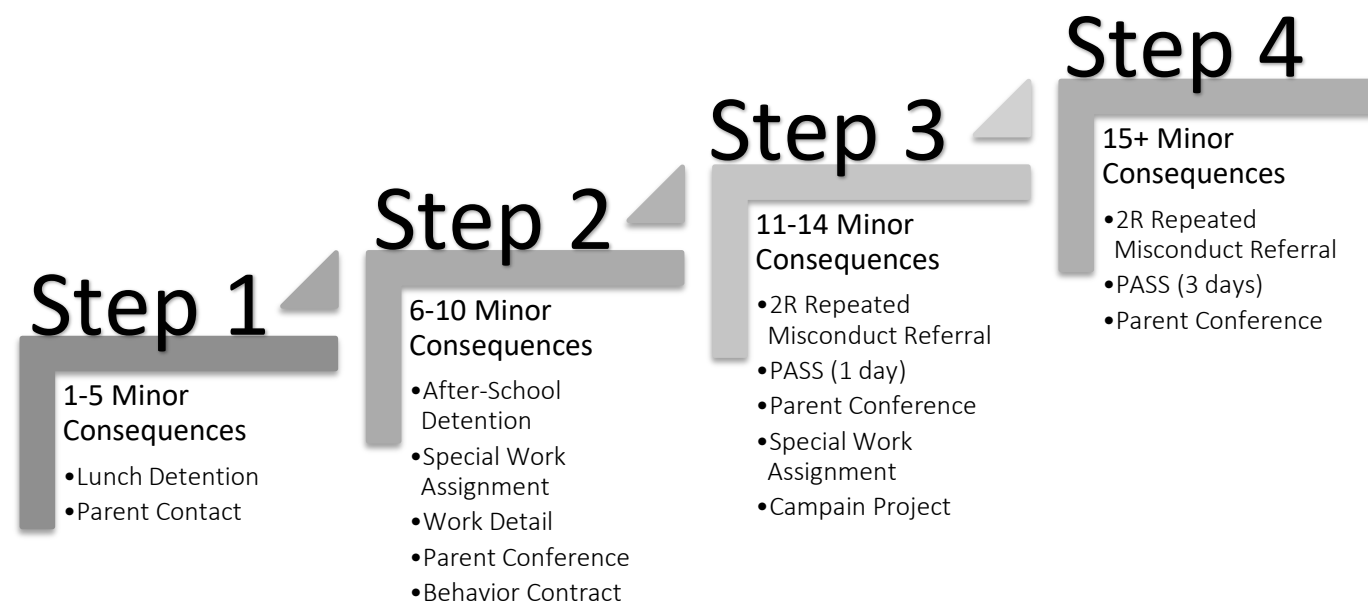 Step 1
1-5 Minor
Consequences
•Lunch Detention
•Parent Contact
Step 2
6-10 Minor
Consequences
•After-School
Detention
•Special Work
Assignment
•Work Detail
•Parent Conference
•Behavior Contract
Step 3
11-14 Minor
Consequences
•2R Repeated
Misconduct Referral
•PASS (1 day)
•Parent Conference
•Special Work
Assignment
•Campain Project
Step 4
15+ Minor
Consequences
•2R Repeated
Misconduct Referral
•PASS (3 days)
•Parent Conference